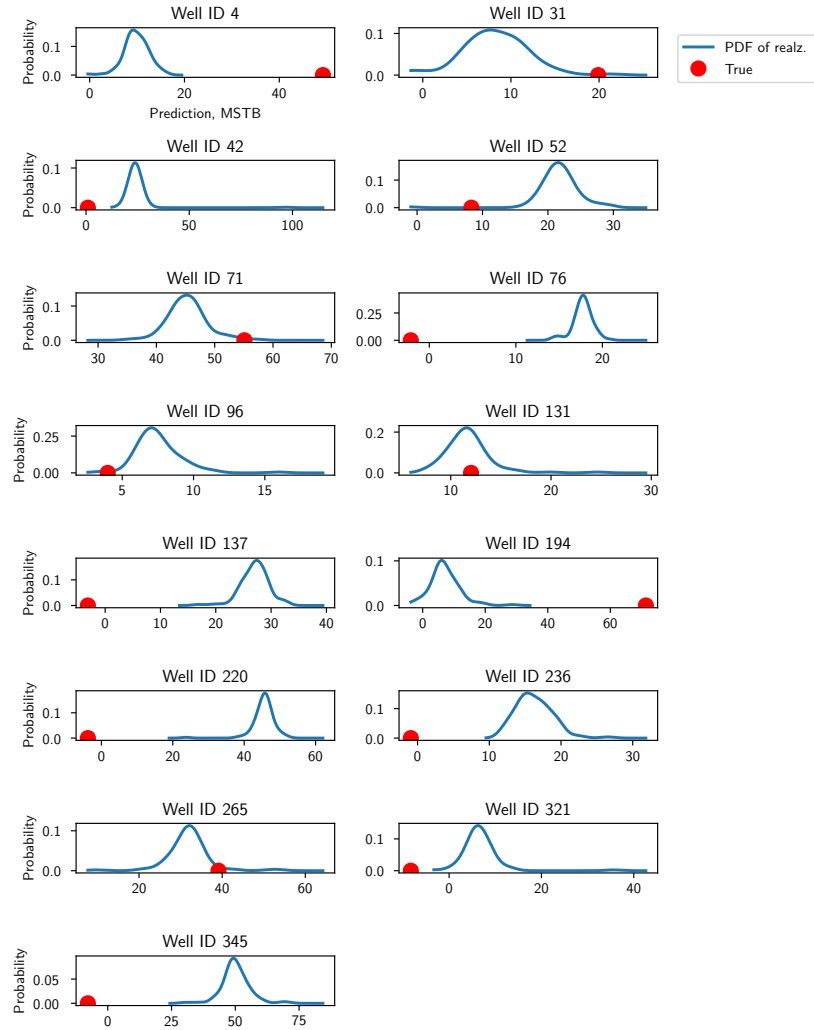 Well ID 4
Probability
0.1
0.0
0 20 40
Prediction, MSTB
Well ID 31
0.1
0.0
0 10 20
PDF of realz.
True
Well ID 42
Probability
0.1
0.0
0 50 100
Well ID 52
0.1
0.0
0 10 20 30
Well ID 71
Probability
0.1
0.0
30 40 50 60 70
Well ID 76
0.25
0.00
0 20
Well ID 96
Probability
0.25
0.00
5 10 15
Well ID 131
0.2
0.0
10 20 30
Well ID 137
Probability
0.1
0.0
0 10 20 30 40
Well ID 194
0.1
0.0
0 20 40 60
Well ID 220
Probability
0.1
0.0
0 20 40 60
Well ID 236
0.1
0.0
0 10 20 30
Well ID 265
Probability
0.1
0.0
20 40 60
Well ID 321
0.1
0.0
0 20 40
Well ID 345
Probability
0.05
0.00
0 25 50 75